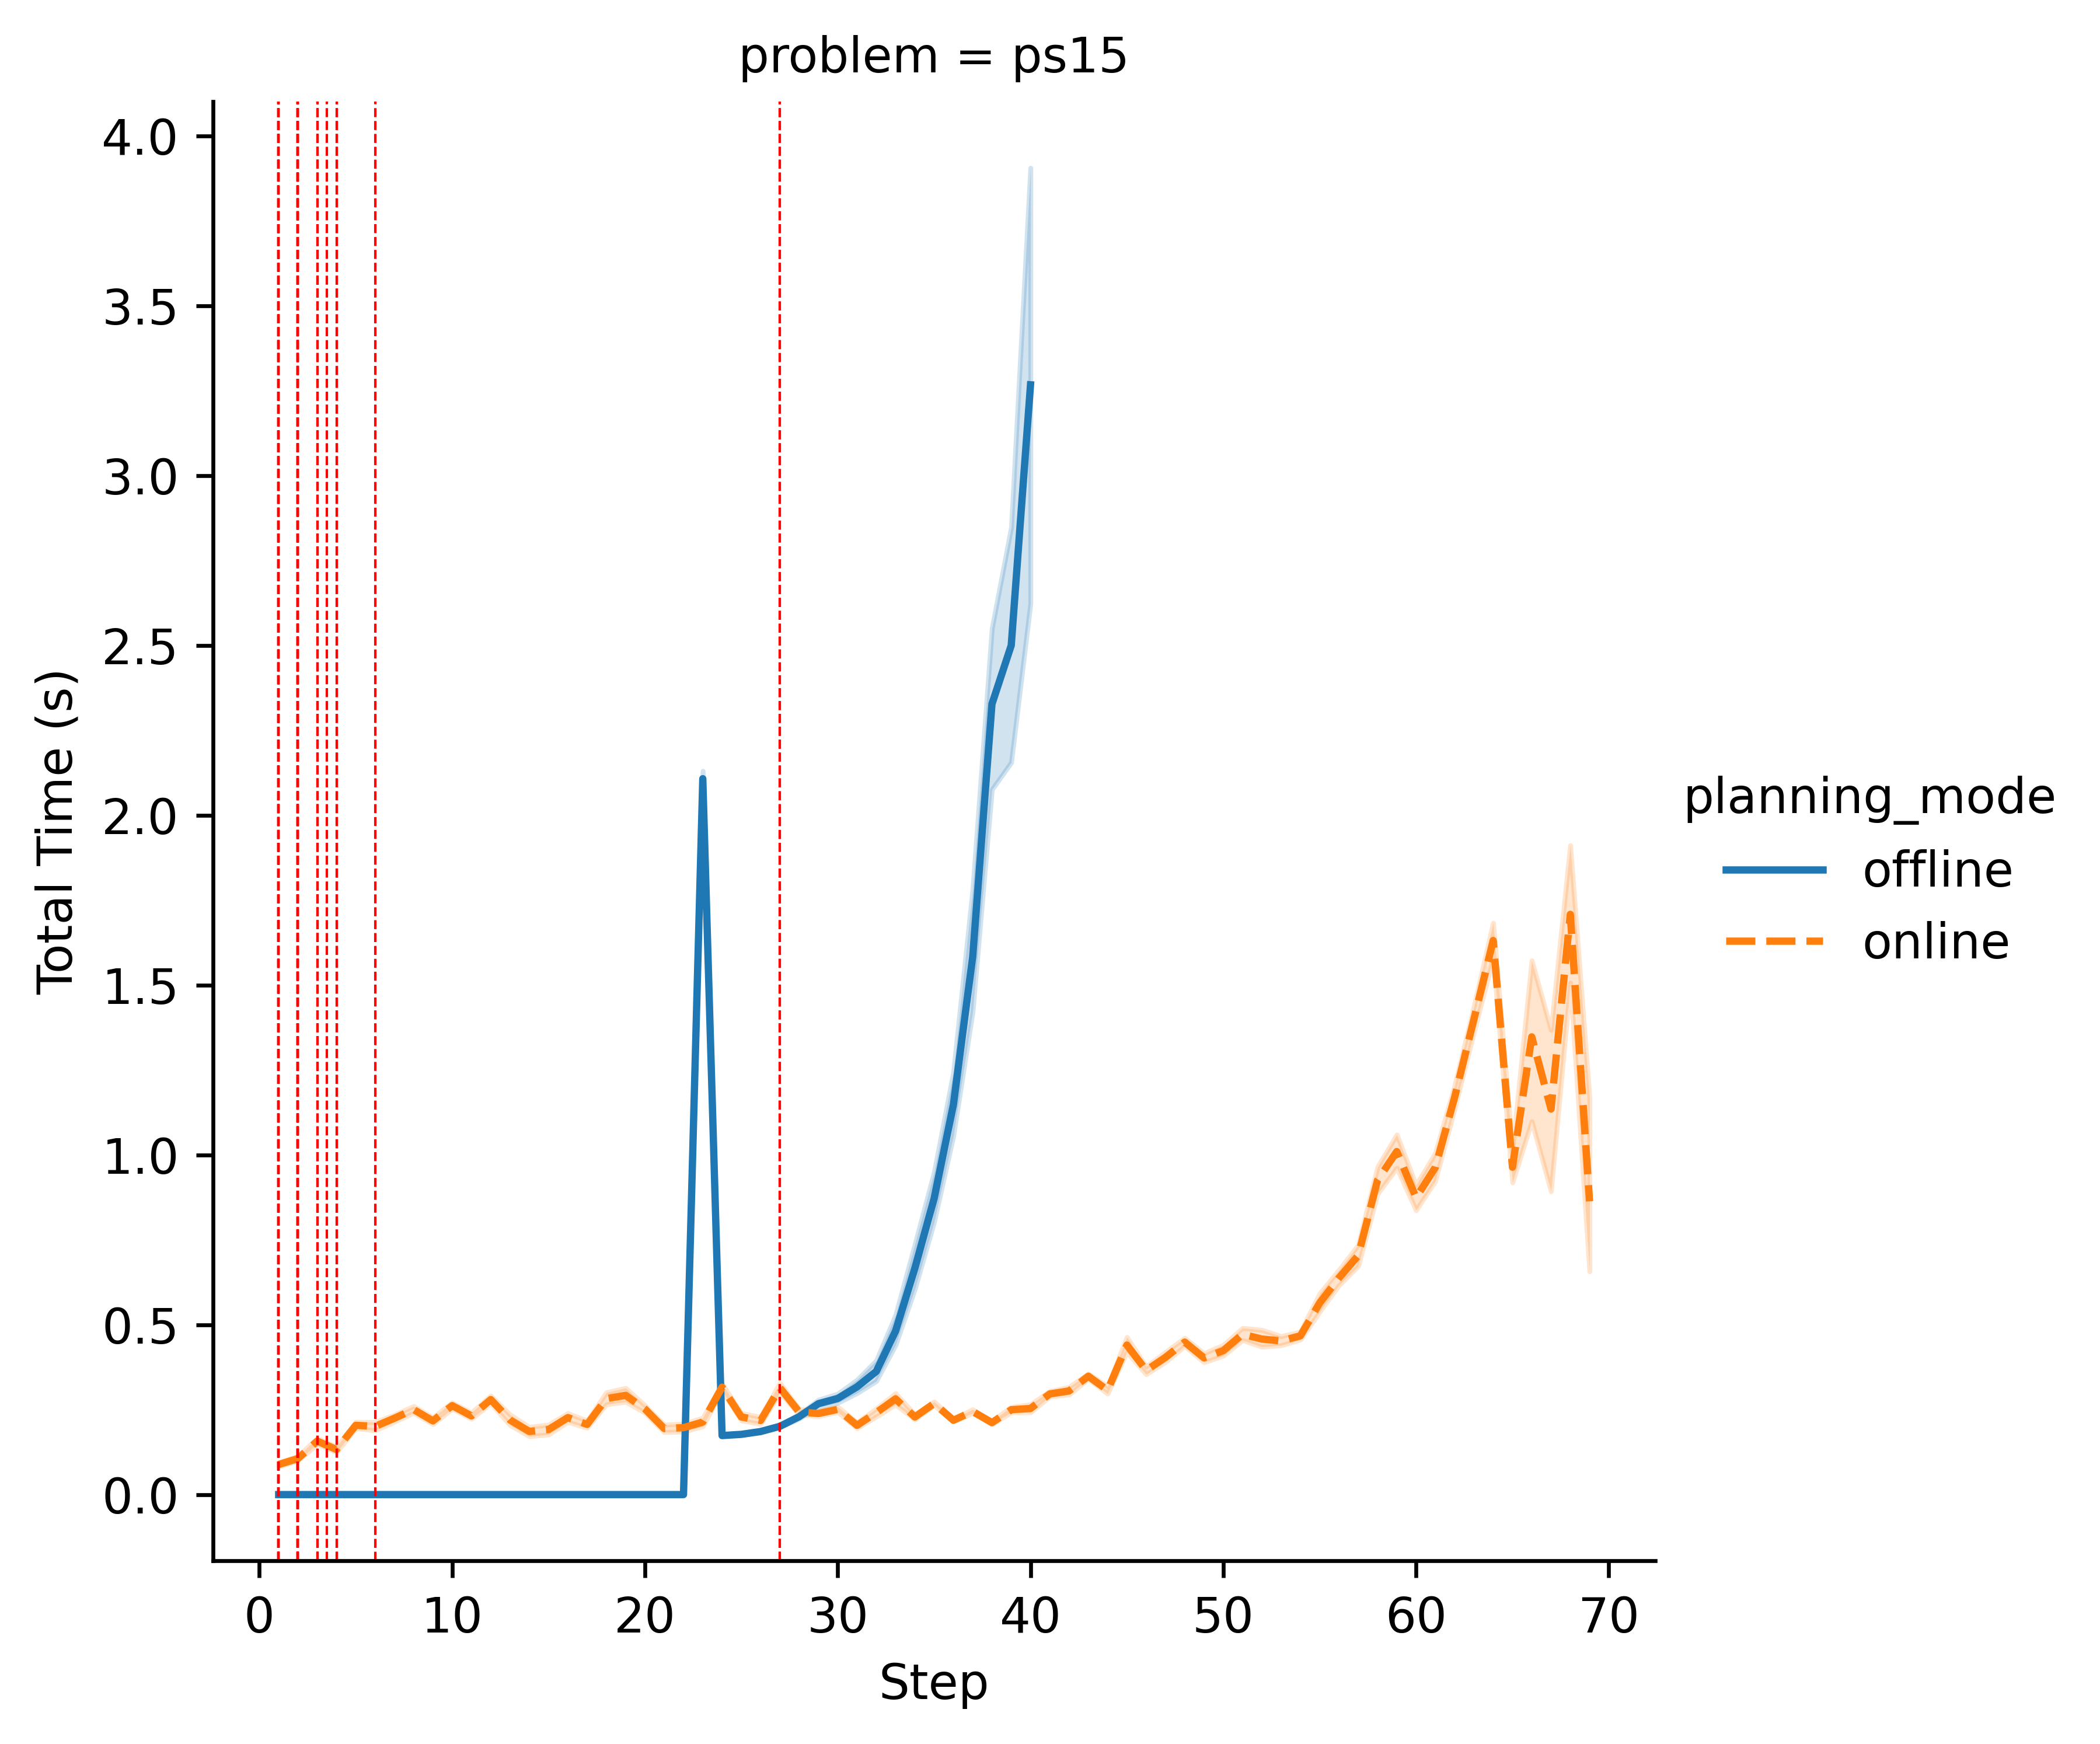 problem = ps15
4.0
3.5
3.0
2.5
2.0
1.5
1.0
0.5
0.0
Total Time (s)
0 10 20 30 40 50 60 70
Step
planning_mode
offline
online